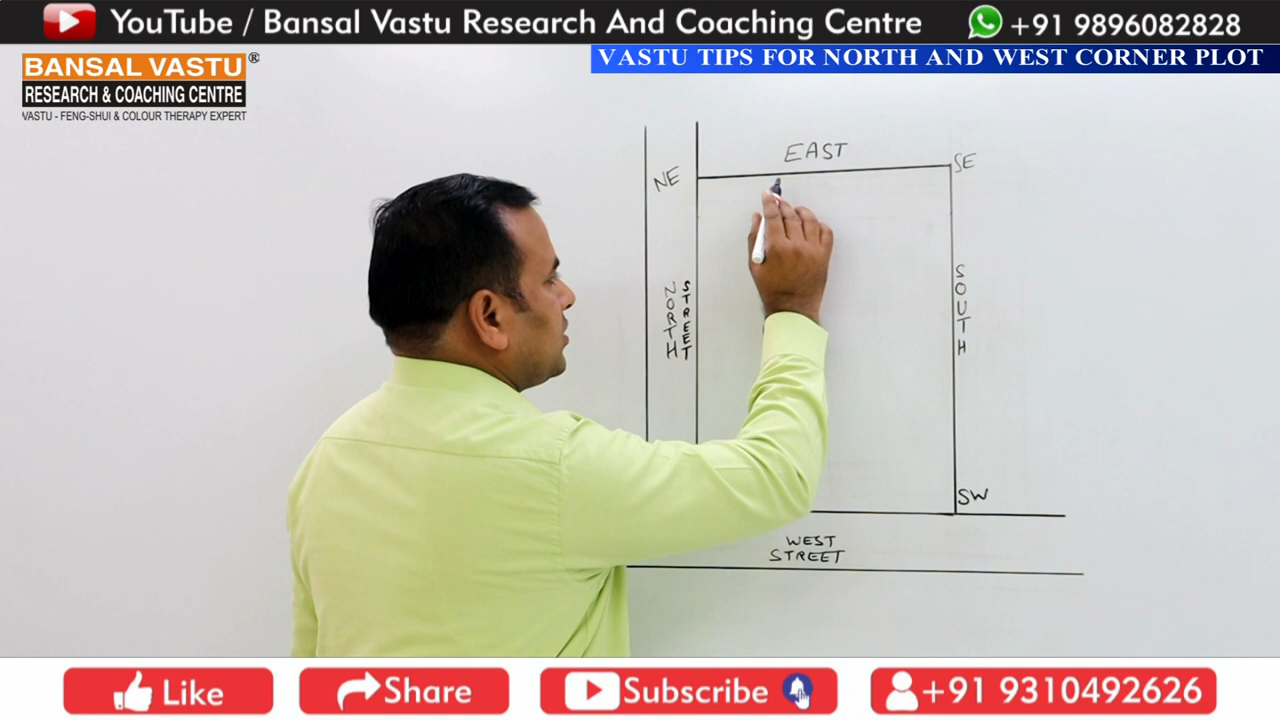 YouTube / Bansal Vastu Research And Coaching Centre
+91 9896082828
BANSAL VASTU®
RESEARCH & COACHING CENTRE
VASTU - FENG-SHUI & COLOUR THERAPY EXPERT
VASTU TIPS FOR NORTH AND WEST CORNER PLOT
EAST
NE
SE
NORTH
STREET
SOUTH
SW
WEST
STREET
Like
Share
Subscribe
+91 9310492626